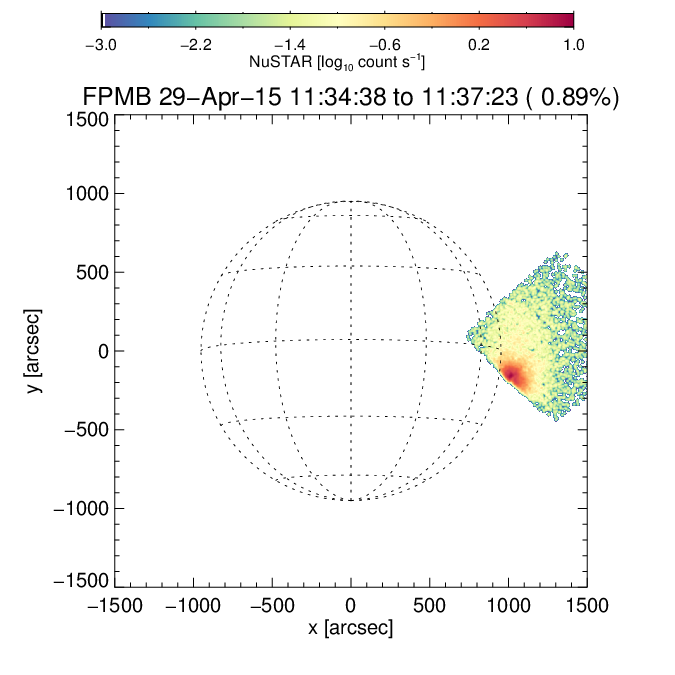 −3.0 −2.2 −1.4 −0.6 0.2 1.0
NuSTAR [log₁₀ count s⁻¹]
FPMB 29−Apr−15 11:34:38 to 11:37:23 ( 0.89%)
1500
1000
500
0
−500
−1000
−1500
y [arcsec]
−1500 −1000 −500 0 500 1000 1500
x [arcsec]